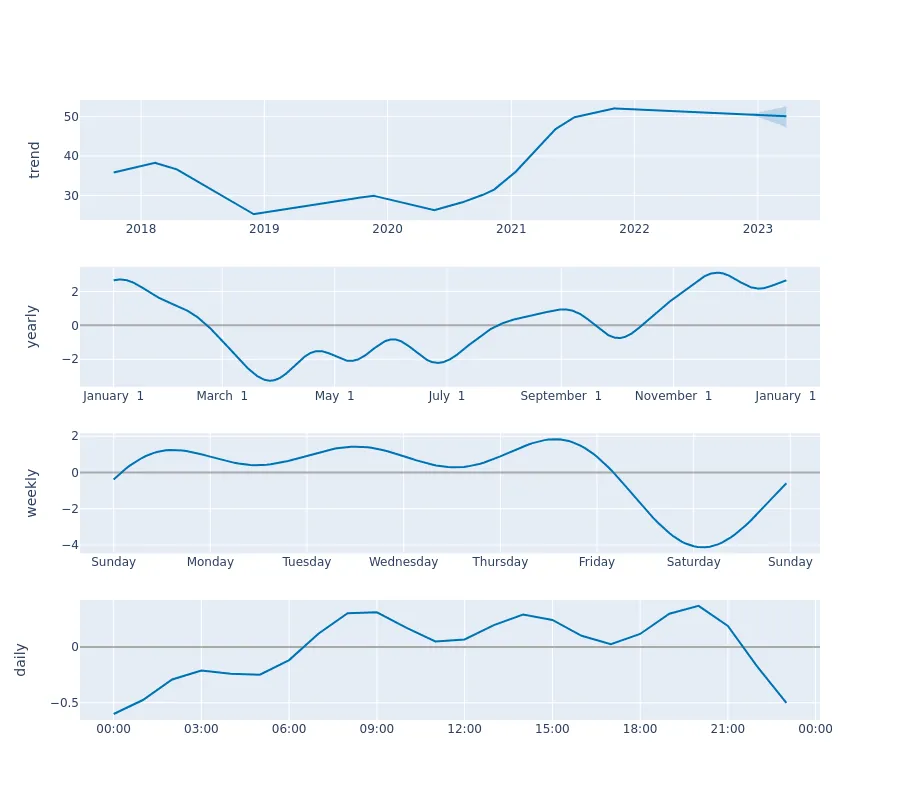 trend
50
40
30
2018 2019 2020 2021 2022 2023
yearly
2
0
−2
January 1 March 1 May 1 July 1 September 1 November 1 January 1
weekly
2
0
−2
−4
Sunday Monday Tuesday Wednesday Thursday Friday Saturday Sunday
daily
0
−0.5
00:00 03:00 06:00 09:00 12:00 15:00 18:00 21:00 00:00